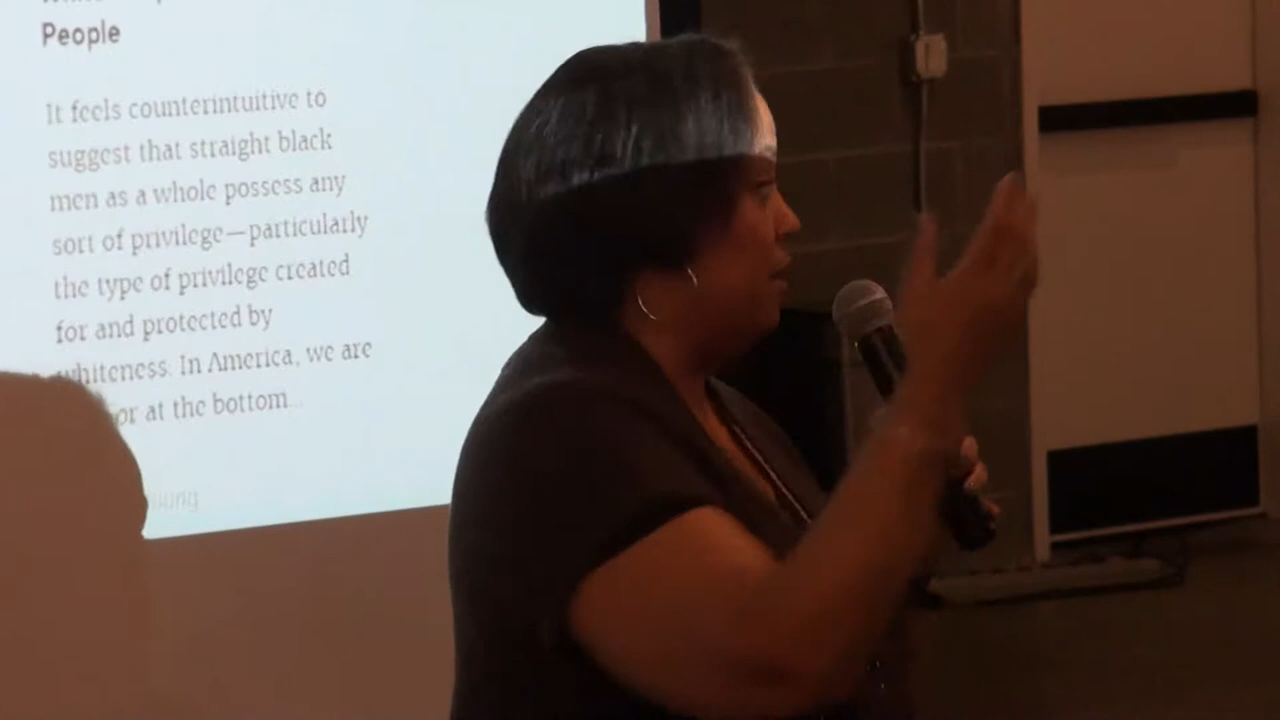 People
It feels counterintuitive to
suggest that straight black
men as a whole possess any
sort of privilege—particularly
the type of privilege created
for and protected by
whiteness. In America, we are
or at the bottom...